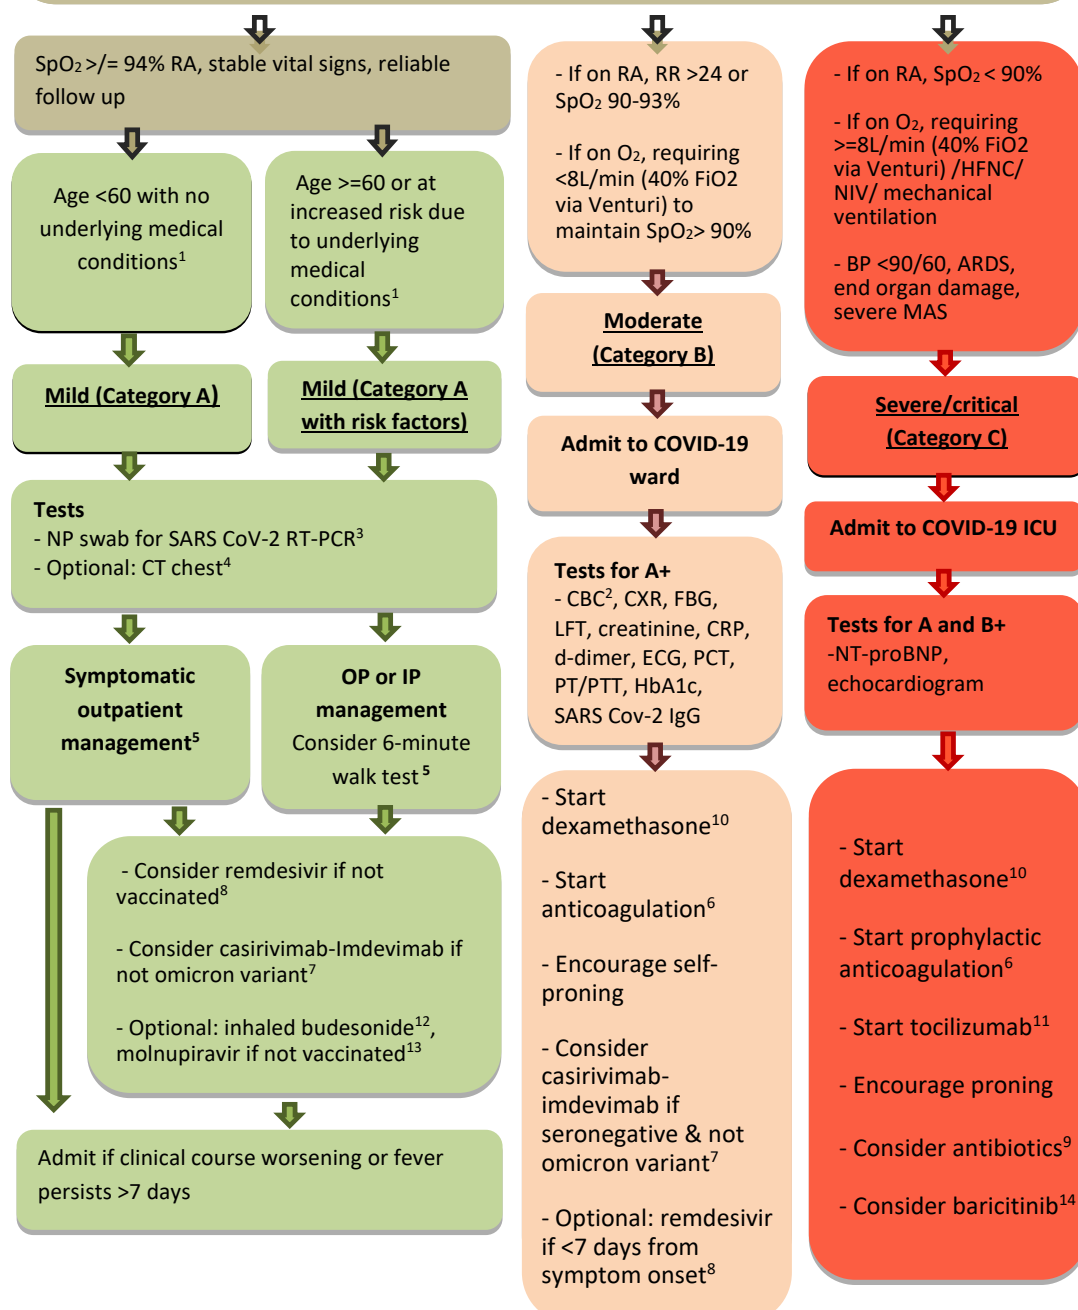 SpO₂ >/= 94% RA, stable vital signs, reliable
follow up
Age <60 with no
underlying medical
conditions¹
Age >=60 or at
increased risk due
to underlying
medical
conditions¹
Mild (Category A)
Mild (Category A
with risk factors)
Tests
- NP swab for SARS CoV-2 RT-PCR³
- Optional: CT chest⁴
Symptomatic
outpatient
management⁵
OP or IP
management
Consider 6-minute
walk test ⁵
- Consider remdesivir if not
vaccinated⁸
- Consider casirivimab-Imdevimab if
not omicron variant⁷
- Optional: inhaled budesonide¹²,
molnupiravir if not vaccinated¹³
Admit if clinical course worsening or fever
persists >7 days
- If on RA, RR >24 or
SpO₂ 90-93%
- If on O₂, requiring
<8L/min (40% FiO2
via Venturi) to
maintain SpO₂> 90%
Moderate
(Category B)
Admit to COVID-19
ward
Tests for A+
- CBC², CXR, FBG,
LFT, creatinine, CRP,
d-dimer, ECG, PCT,
PT/PTT, HbA1c,
SARS Cov-2 IgG
- Start
dexamethasone¹⁰
- Start
anticoagulation⁶
- Encourage self-
proning
- Consider
casirivimab-
imdevimab if
seronegative & not
omicron variant⁷
- Optional: remdesivir
if <7 days from
symptom onset⁸
- If on RA, SpO₂ < 90%
- If on O₂, requiring
>=8L/min (40% FiO2
via Venturi) /HFNC/
NIV/ mechanical
ventilation
- BP <90/60, ARDS,
end organ damage,
severe MAS
Severe/critical
(Category C)
Admit to COVID-19 ICU
Tests for A and B+
-NT-proBNP,
echocardiogram
- Start
dexamethasone¹⁰
- Start prophylactic
anticoagulation⁶
- Start tocilizumab¹¹
- Encourage proning
- Consider antibiotics⁹
- Consider baricitinib¹⁴